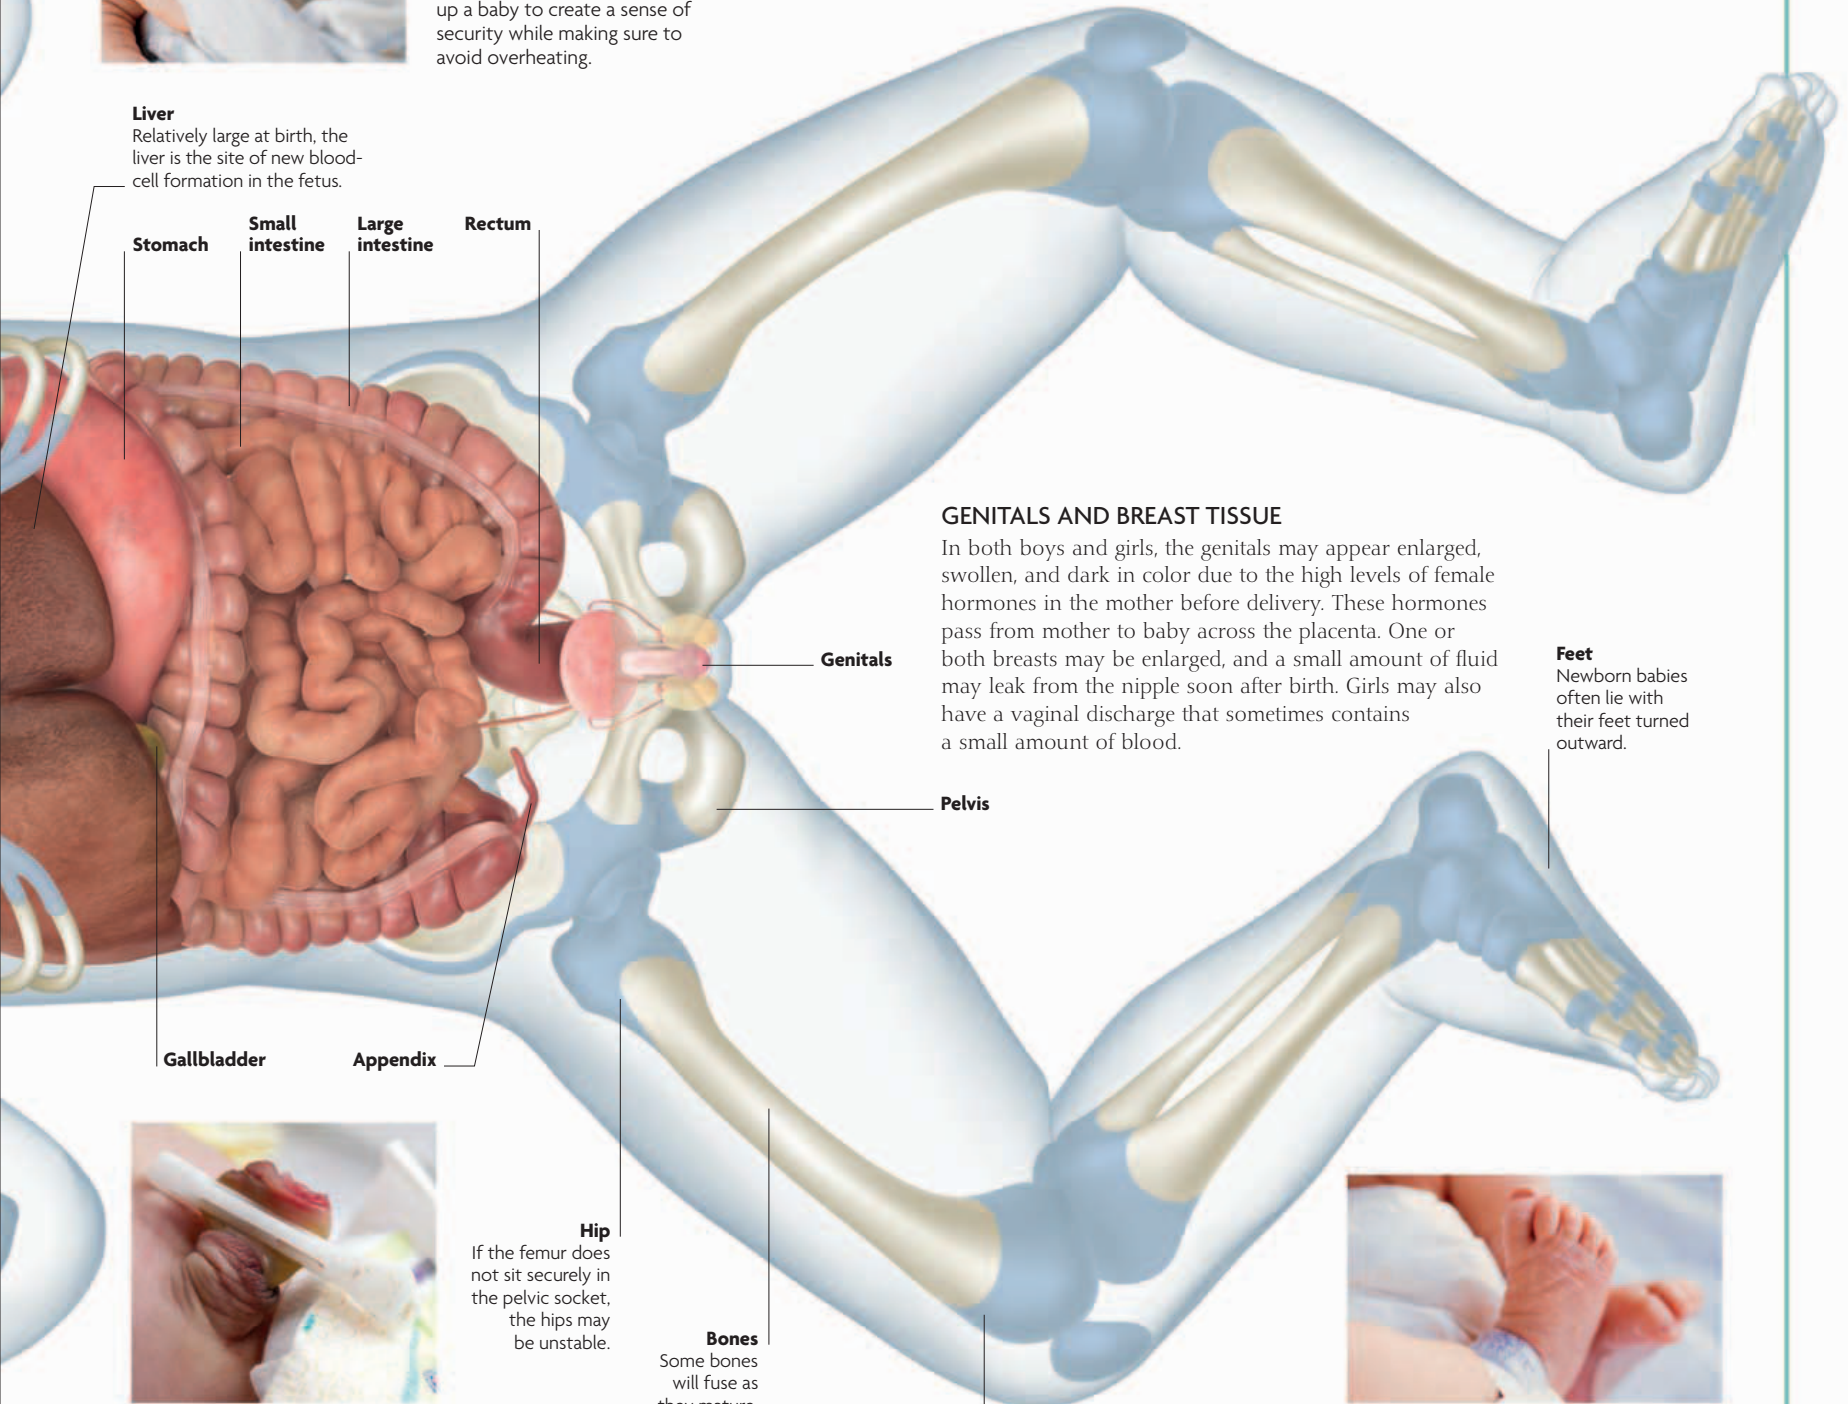 up a baby to create a sense of
security while making sure to
avoid overheating.
Liver
Relatively large at birth, the
liver is the site of new blood-
cell formation in the fetus.
Stomach
Small
intestine
Large
intestine
Rectum
GENITALS AND BREAST TISSUE
In both boys and girls, the genitals may appear enlarged,
swollen, and dark in color due to the high levels of female
hormones in the mother before delivery. These hormones
pass from mother to baby across the placenta. One or
both breasts may be enlarged, and a small amount of fluid
may leak from the nipple soon after birth. Girls may also
have a vaginal discharge that sometimes contains
a small amount of blood.
Genitals
Feet
Newborn babies
often lie with
their feet turned
outward.
Pelvis
Gallbladder
Appendix
Hip
If the femur does
not sit securely in
the pelvic socket,
the hips may
be unstable.
Bones
Some bones
will fuse as
they mature